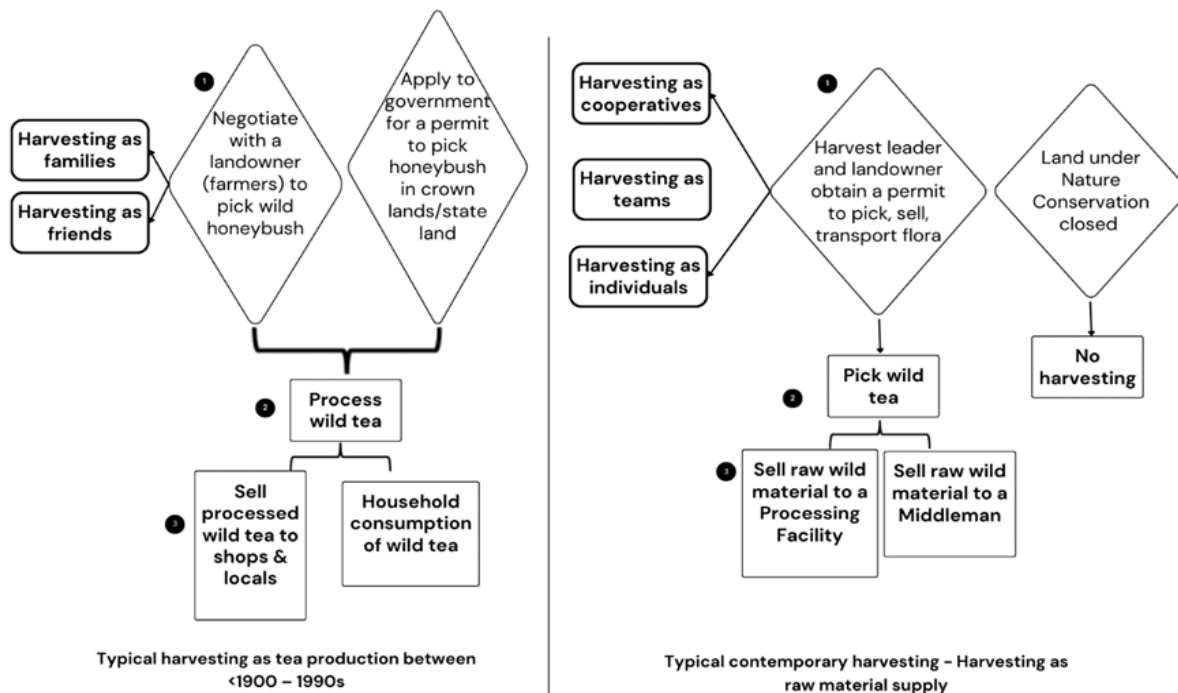 1
Negotiate
with a
landowner
(farmers) to
pick wild
honeybush
Apply to
government
for a permit
to pick
honeybush
in crown
lands/state
land
Harvesting as
families
Harvesting as
friends
2
Process
wild tea
3
Sell
processed
wild tea to
shops &
locals
Household
consumption
of wild tea
Typical harvesting as tea production between
<1900 – 1990s
Harvesting as
cooperatives
Harvesting as
teams
Harvesting as
individuals
1
Harvest leader
and landowner
obtain a permit
to pick, sell,
transport flora
Land under
Nature
Conservation
closed
2
Pick wild
tea
No
harvesting
3
Sell raw wild
material to a
Processing
Facility
Sell raw wild
material to a
Middleman
Typical contemporary harvesting – Harvesting as
raw material supply